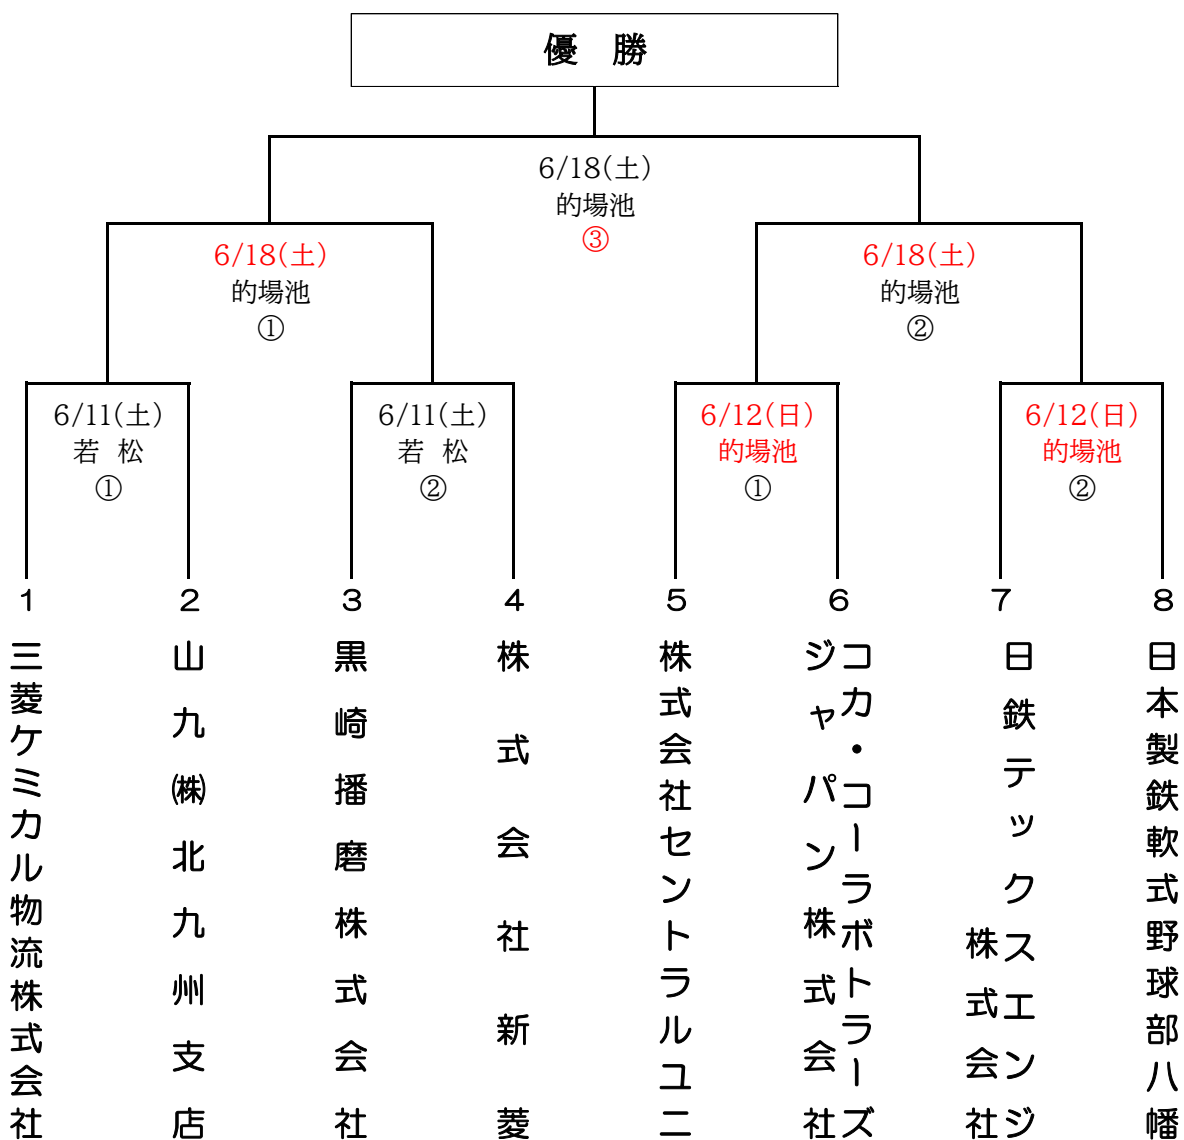 優　勝
6/18(土)
的場池
③
6/18(土)
的場池
①
6/18(土)
的場池
②
6/11(土)
若 松
①
6/11(土)
若 松
②
6/12(日)
的場池
①
6/12(日)
的場池
②
1
2
3
4
5
6
7
8
三菱ケミカル物流株式会社
山九㈱北九州支店
黒崎播磨株式会社
株式会社新菱
株式会社セントラルユニ
コカ・コーラボトラーズ
ジャパン株式会社
日鉄テックスエンジ
株式会社
日本製鉄軟式野球部八幡